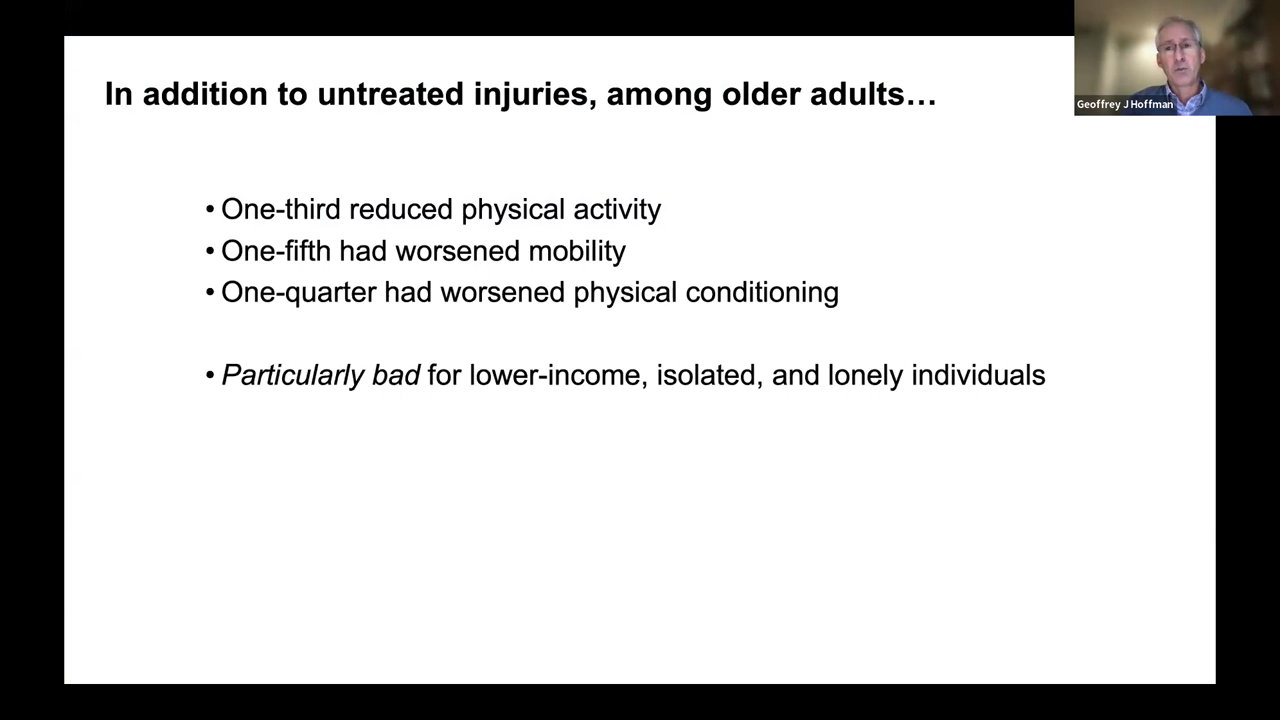 In addition to untreated injuries, among older adults…
Geoffrey J Hoffman
• One-third reduced physical activity
• One-fifth had worsened mobility
• One-quarter had worsened physical conditioning
• Particularly bad for lower-income, isolated, and lonely individuals